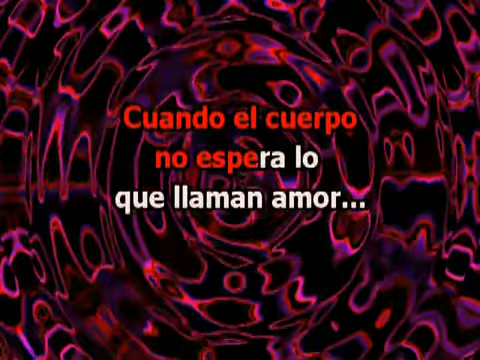 Cuando el cuerpo
no espera lo
que llaman amor...